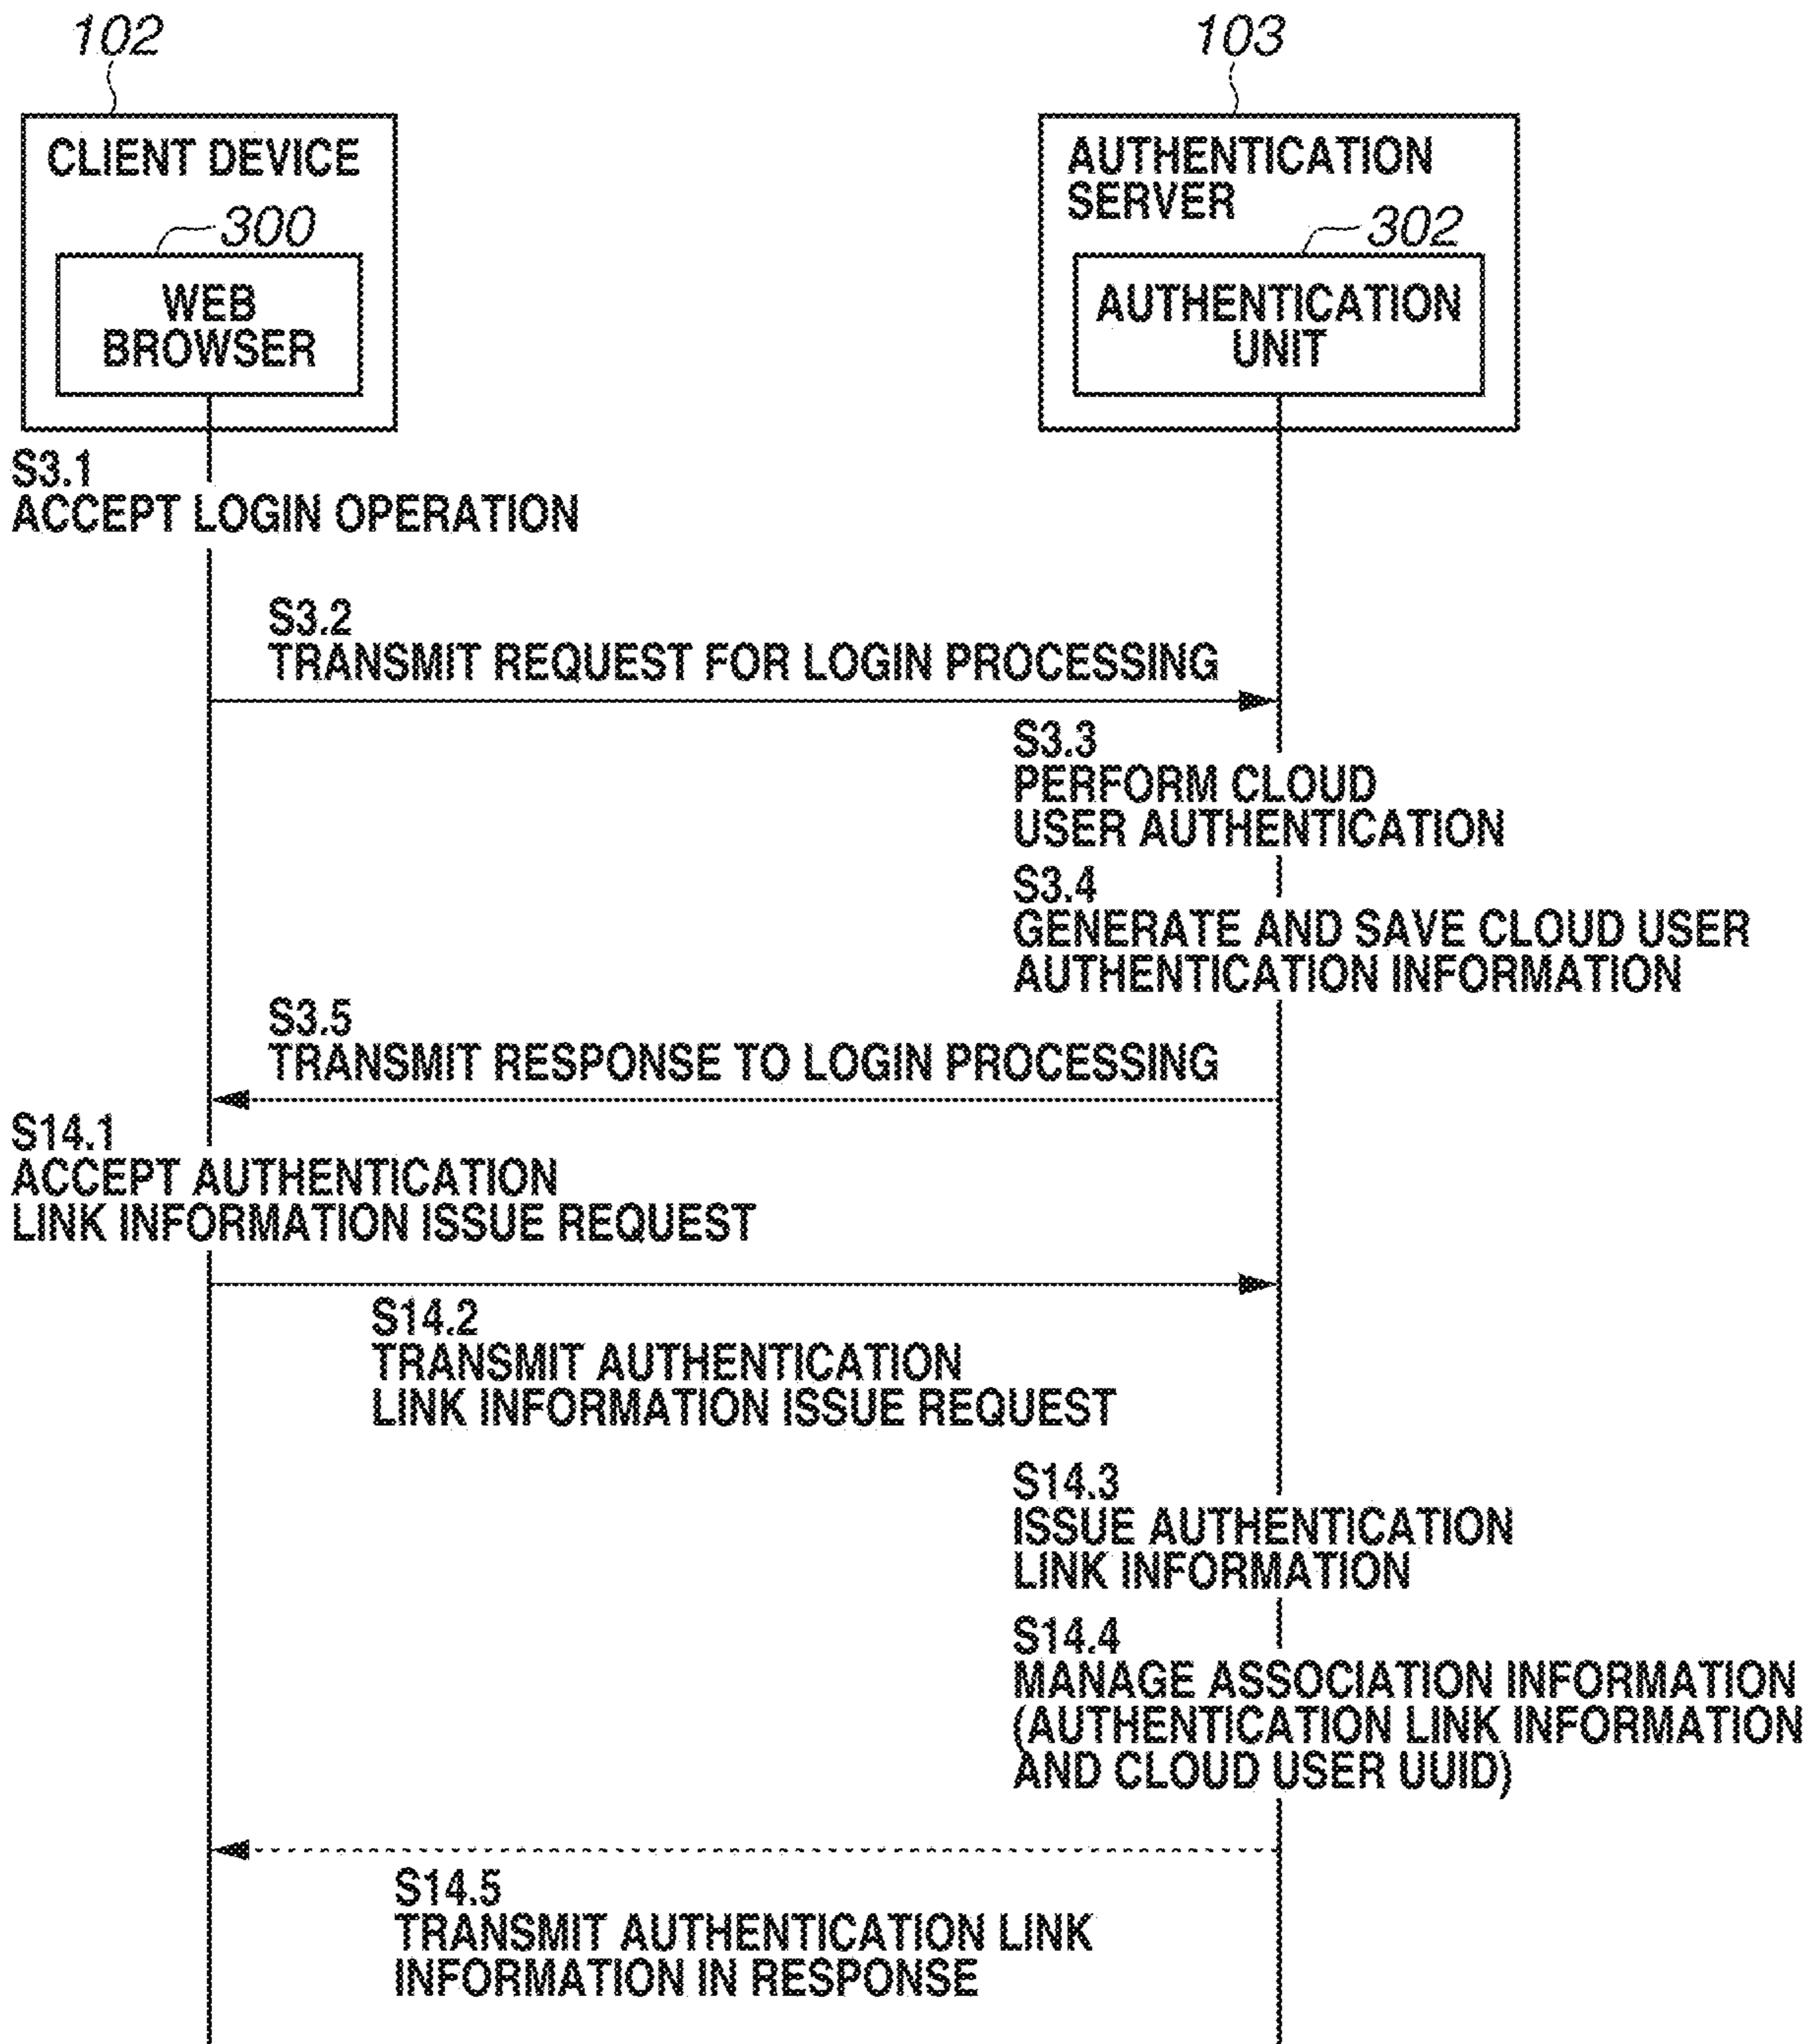 102
103
CLIENT DEVICE
300
WEB
BROWSER
AUTHENTICATION
SERVER
302
AUTHENTICATION
UNIT
S3.1
ACCEPT LOGIN OPERATION
S3.2
TRANSMIT REQUEST FOR LOGIN PROCESSING
S3.3
PERFORM CLOUD
USER AUTHENTICATION
S3.4
GENERATE AND SAVE CLOUD USER
AUTHENTICATION INFORMATION
S3.5
TRANSMIT RESPONSE TO LOGIN PROCESSING
S14.1
ACCEPT AUTHENTICATION
LINK INFORMATION ISSUE REQUEST
S14.2
TRANSMIT AUTHENTICATION
LINK INFORMATION ISSUE REQUEST
S14.3
ISSUE AUTHENTICATION
LINK INFORMATION
S14.4
MANAGE ASSOCIATION INFORMATION
(AUTHENTICATION LINK INFORMATION
AND CLOUD USER UUID)
S14.5
TRANSMIT AUTHENTICATION LINK
INFORMATION IN RESPONSE